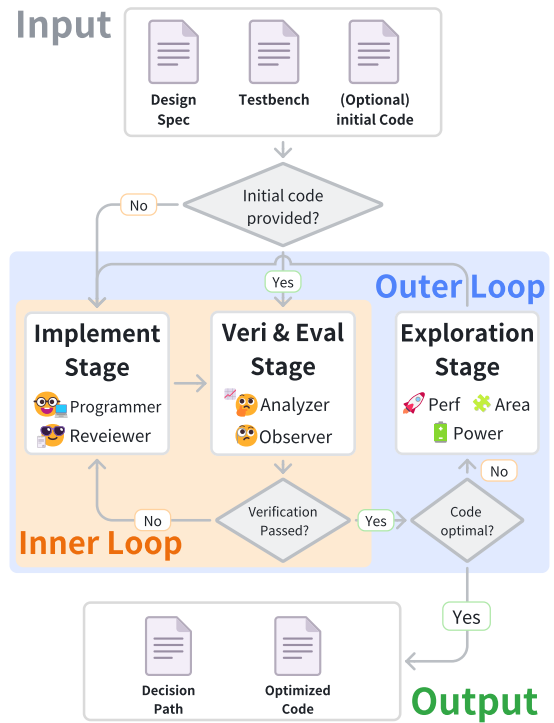 Input
Design
Spec
Testbench
(Optional)
initial Code
Initial code
provided?
No
Yes
Outer Loop
Implement
Stage
Programmer
Reveiewer
Veri & Eval
Stage
Analyzer
Observer
Exploration
Stage
Perf
Area
Power
No
Inner Loop
No
Verification
Passed?
Yes
Code
optimal?
Yes
Decision
Path
Optimized
Code
Output